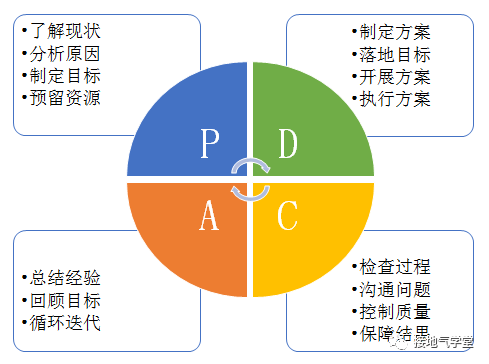 •了解现状
•分析原因
•制定目标
•预留资源
•制定方案
•落地目标
•开展方案
•执行方案
P
D
A
C
•总结经验
•回顾目标
•循环迭代
•检查过程
•沟通问题
•控制质量
•保障结果
接地气学堂